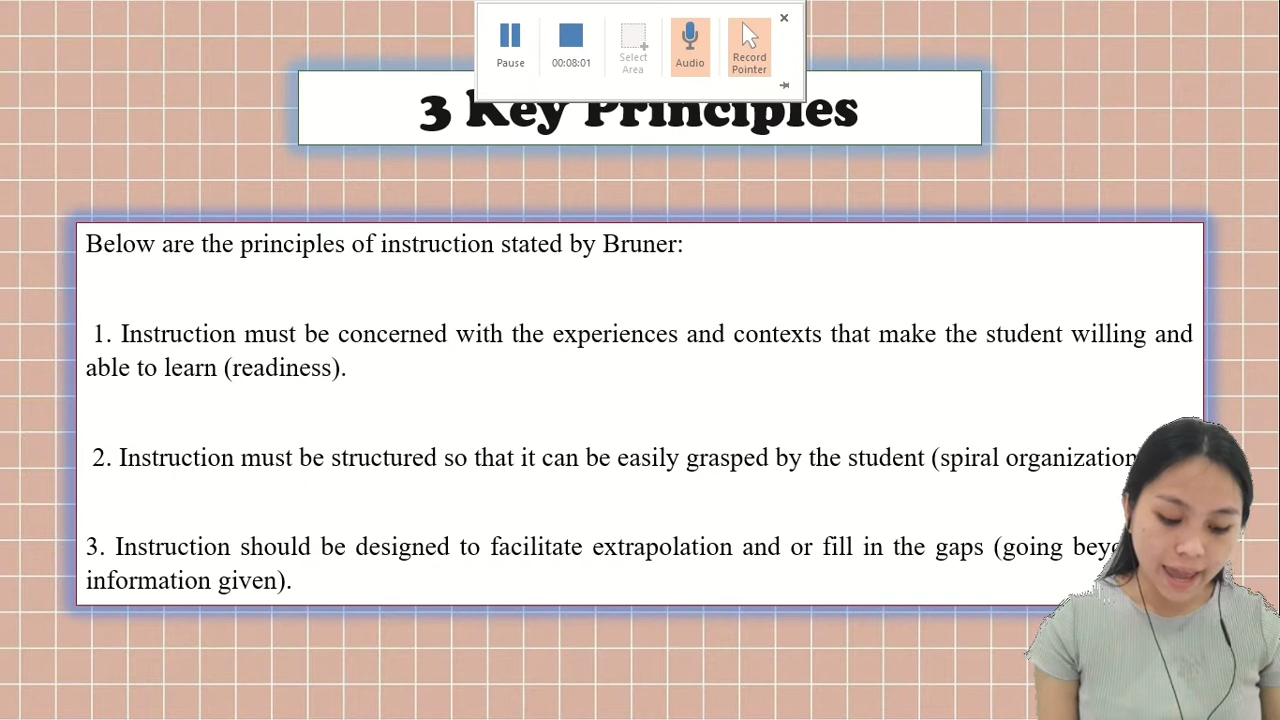 Pause
00:08:01
Select
Area
Audio
Record
Pointer
3 Key Principles
Below are the principles of instruction stated by Bruner:
1. Instruction must be concerned with the experiences and contexts that make the student willing and
able to learn (readiness).
2. Instruction must be structured so that it can be easily grasped by the student (spiral organization
3. Instruction should be designed to facilitate extrapolation and or fill in the gaps (going
information given).